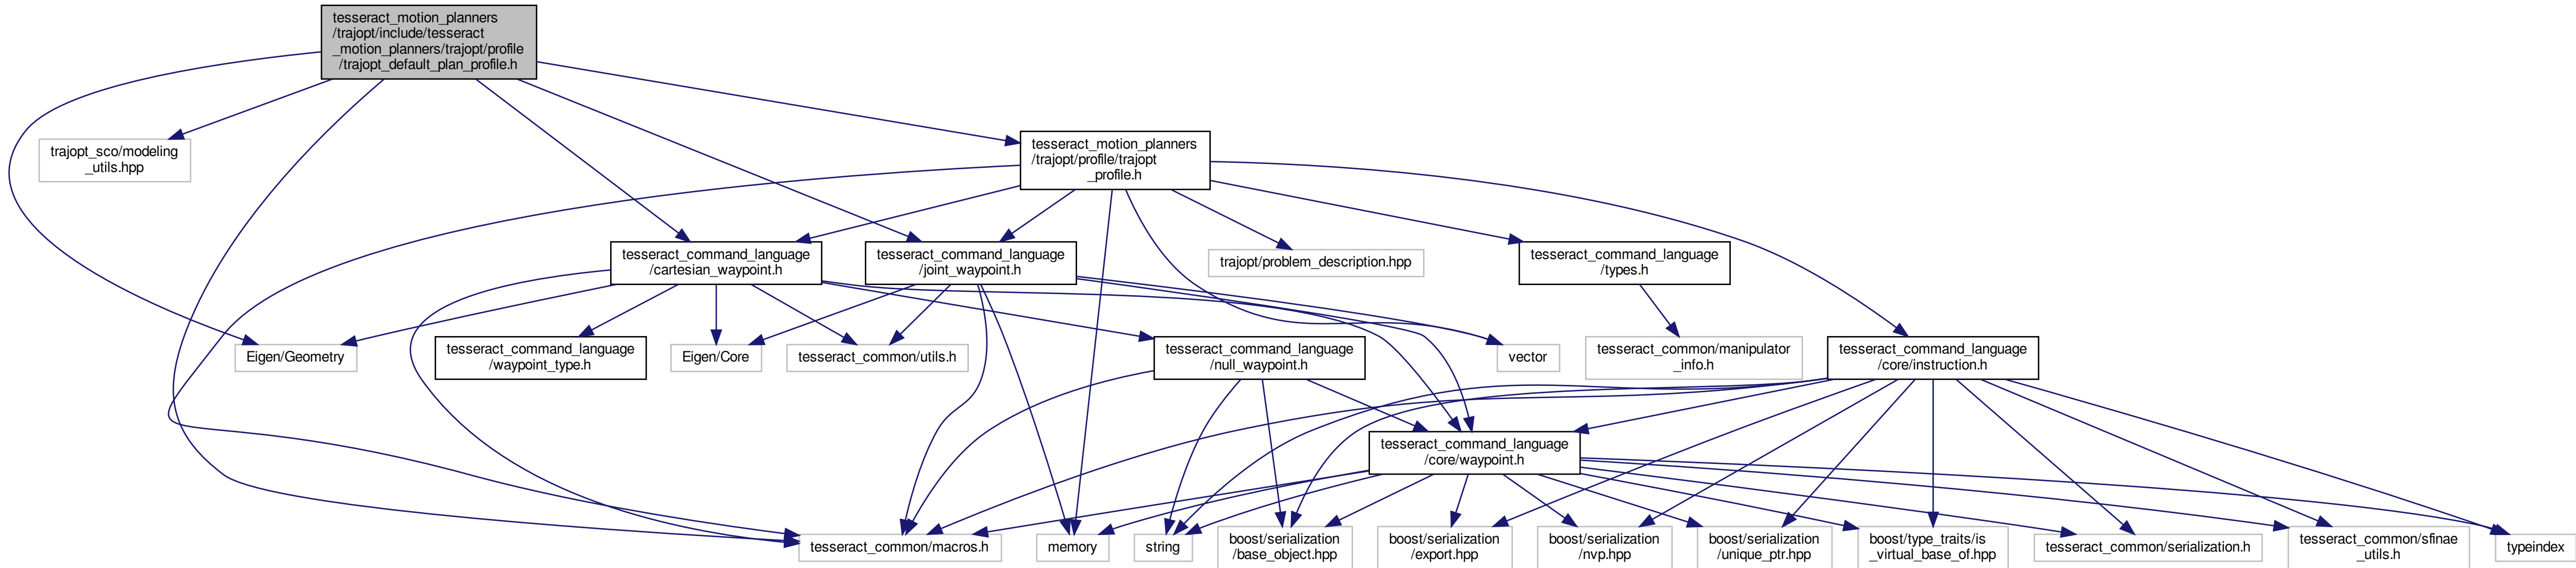 tesseract_motion_planners
/trajopt/include/tesseract
_motion_planners/trajopt/profile
/trajopt_default_plan_profile.h
trajopt_sco/modeling
_utils.hpp
tesseract_motion_planners
/trajopt/profile/trajopt
_profile.h
tesseract_command_language
/cartesian_waypoint.h
tesseract_command_language
/joint_waypoint.h
trajopt/problem_description.hpp
tesseract_command_language
/types.h
Eigen/Geometry
tesseract_command_language
/waypoint_type.h
Eigen/Core
tesseract_common/utils.h
tesseract_command_language
/null_waypoint.h
vector
tesseract_common/manipulator
_info.h
tesseract_command_language
/core/instruction.h
tesseract_command_language
/core/waypoint.h
tesseract_common/macros.h
memory
string
boost/serialization
/base_object.hpp
boost/serialization
/export.hpp
boost/serialization
/nvp.hpp
boost/serialization
/unique_ptr.hpp
boost/type_traits/is
_virtual_base_of.hpp
tesseract_common/serialization.h
tesseract_common/sfinae
_utils.h
typeindex